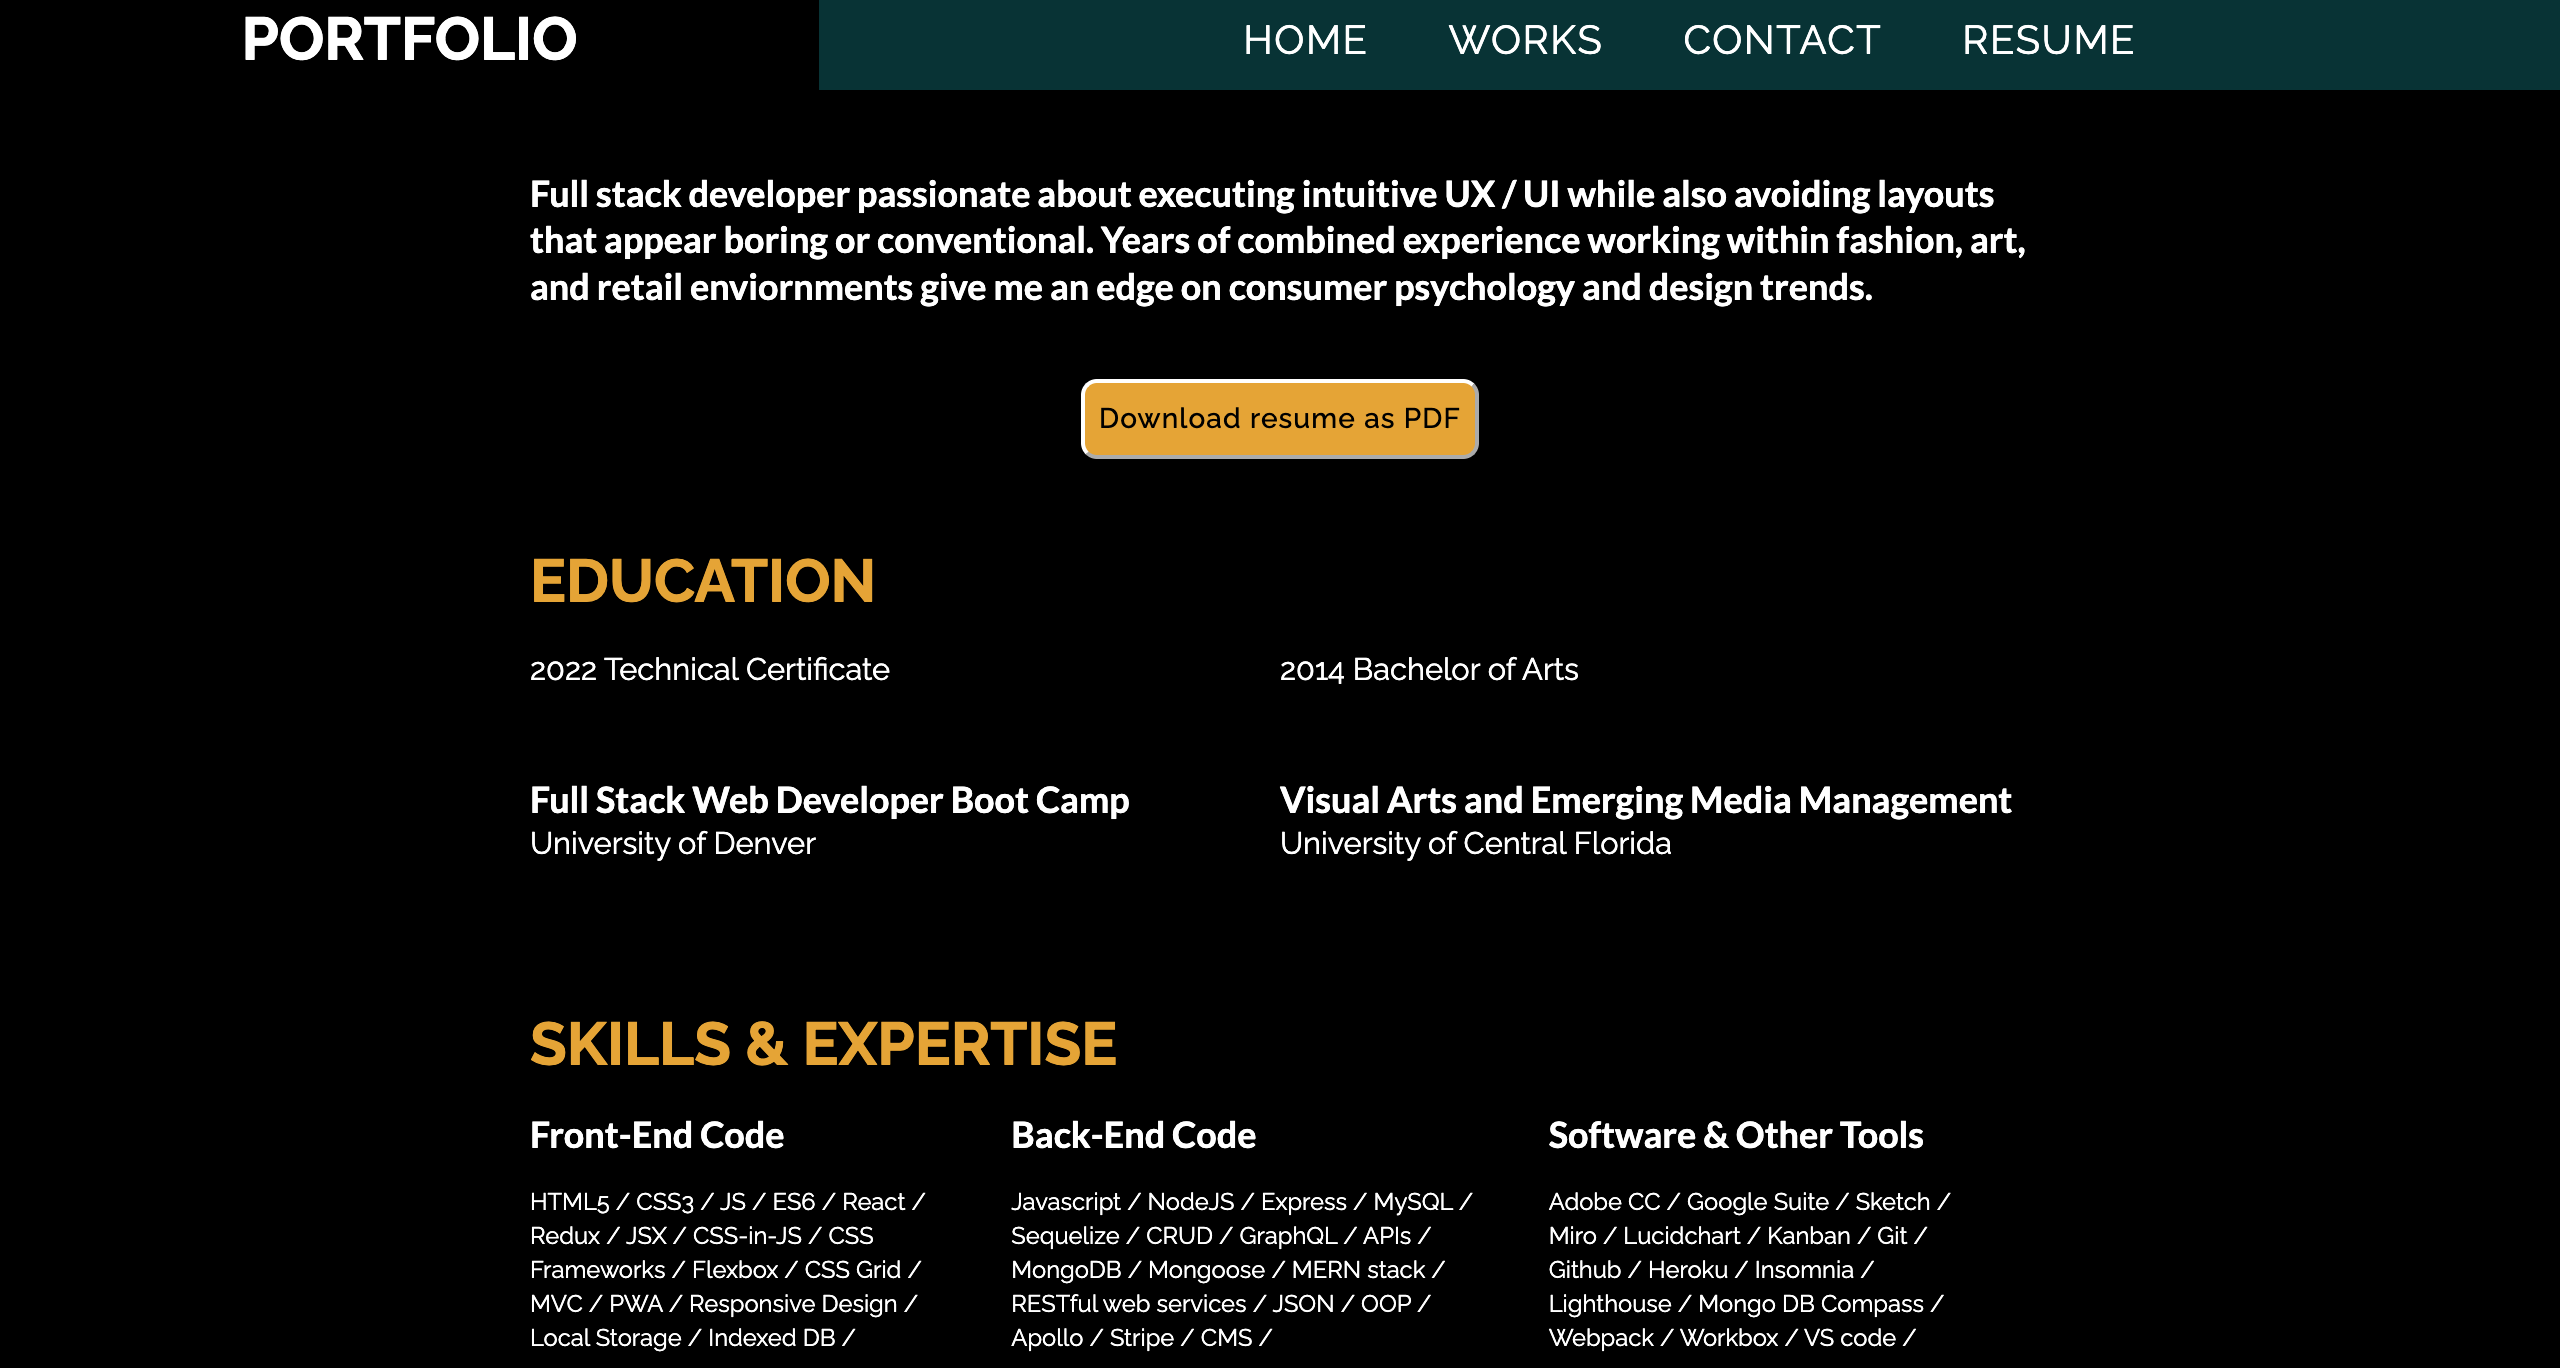 PORTFOLIO
HOME WORKS CONTACT RESUME
Full stack developer passionate about executing intuitive UX / UI while also avoiding layouts
that appear boring or conventional. Years of combined experience working within fashion, art,
and retail enviornments give me an edge on consumer psychology and design trends.
Download resume as PDF
EDUCATION
2022 Technical Certificate
Full Stack Web Developer Boot Camp
University of Denver
2014 Bachelor of Arts
Visual Arts and Emerging Media Management
University of Central Florida
SKILLS & EXPERTISE
Front-End Code
HTML5 / CSS3 / JS / ES6 / React /
Redux / JSX / CSS-in-JS / CSS
Frameworks / Flexbox / CSS Grid /
MVC / PWA / Responsive Design /
Local Storage / Indexed DB /
Back-End Code
Javascript / NodeJS / Express / MySQL /
Sequelize / CRUD / GraphQL / APIs /
MongoDB / Mongoose / MERN stack /
RESTful web services / JSON / OOP /
Apollo / Stripe / CMS /
Software & Other Tools
Adobe CC / Google Suite / Sketch /
Miro / Lucidchart / Kanban / Git /
Github / Heroku / Insomnia /
Lighthouse / Mongo DB Compass /
Webpack / Workbox / VS code /